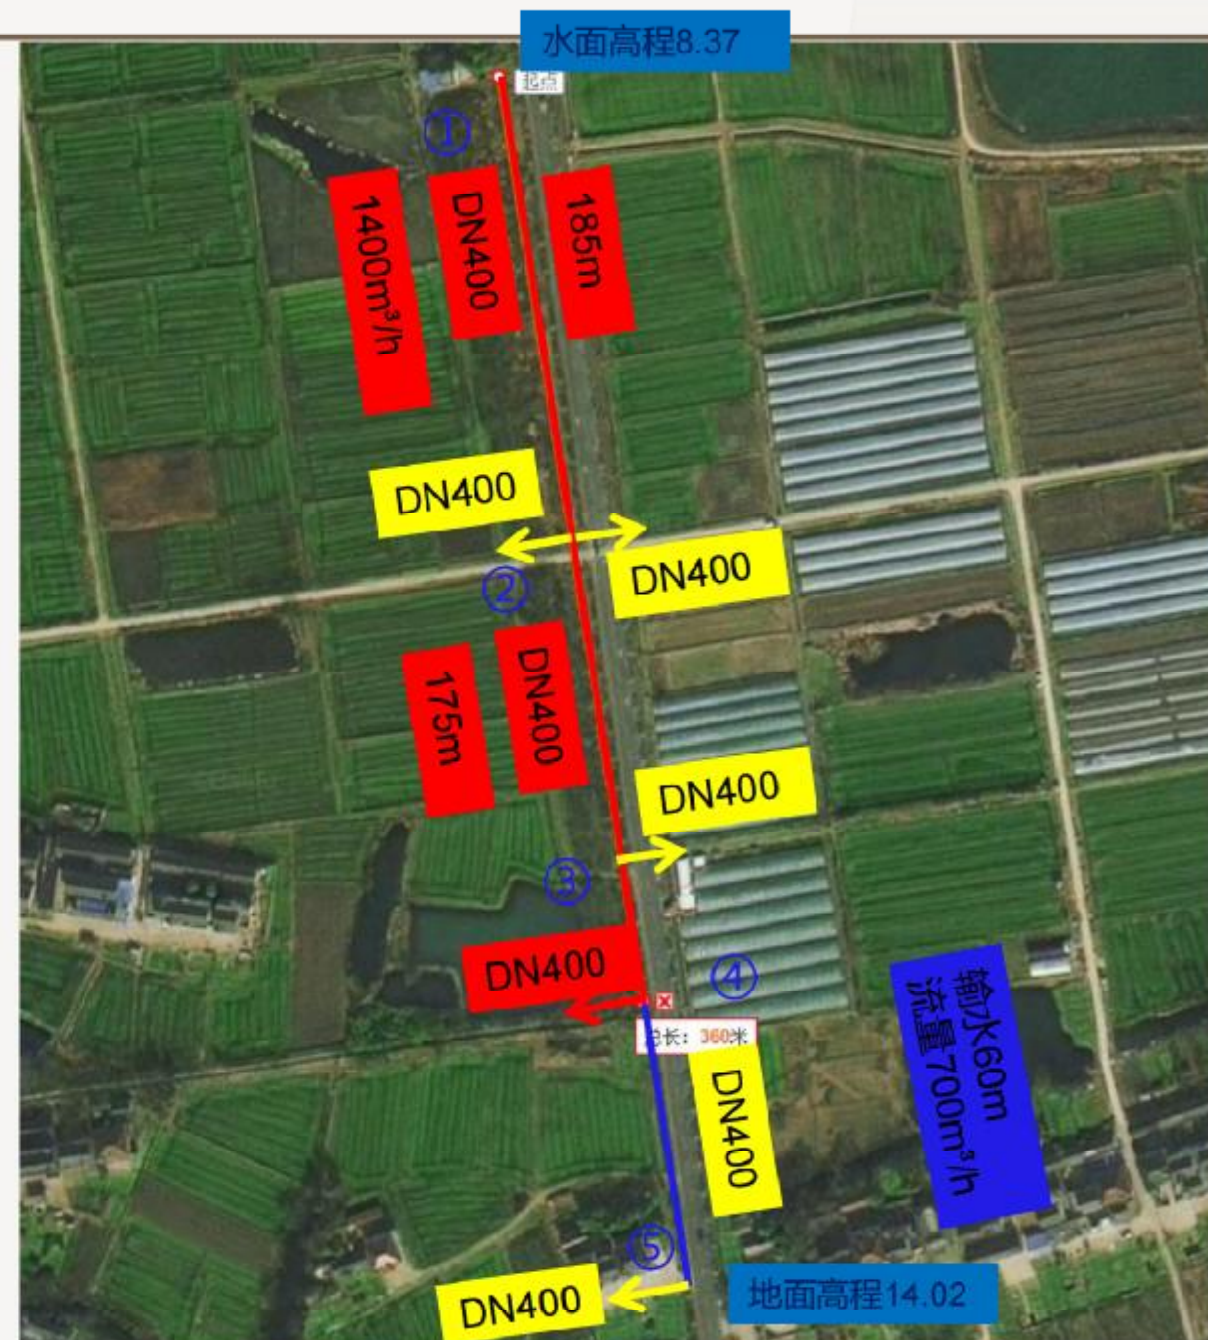 水面高程8.37
起点
①
1400m³/h
DN400
185m
DN400
DN400
②
175m
DN400
DN400
③
DN400
④
总长：360米
输水60m
流量700m³/h
DN400
⑤
地面高程14.02
DN400